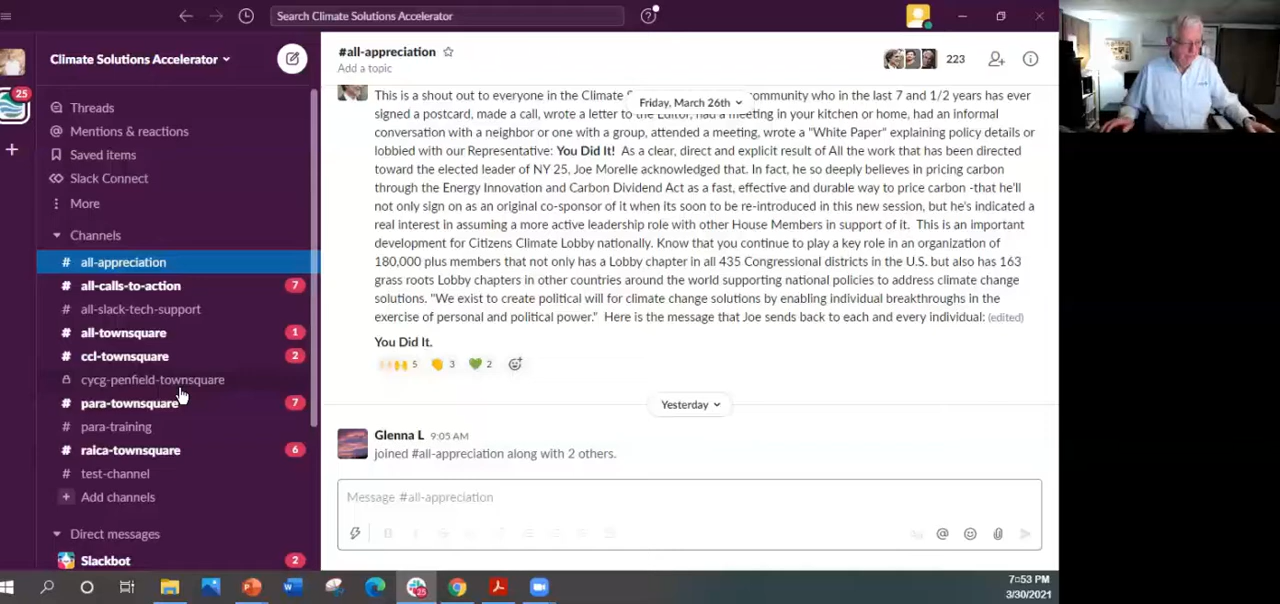 Search Climate Solutions Accelerator
25
Climate Solutions Accelerator
Threads
Mentions & reactions
Saved items
Slack Connect
More
Channels
# all-appreciation
# all-calls-to-action 7
# all-slack-tech-support
# all-townsquare 1
# ccl-townsquare 2
cycg-penfield-townsquare
# para-townsquare 7
# para-training
# raica-townsquare 6
# test-channel
+ Add channels
Direct messages
Slackbot 2
#all-appreciation
Add a topic
223
Friday, March 26th
This is a shout out to everyone in the Climate S community who in the last 7 and 1/2 years has ever
signed a postcard, made a call, wrote a letter to the Editor, had a meeting in your kitchen or home, had an informal
conversation with a neighbor or one with a group, attended a meeting, wrote a "White Paper" explaining policy details or
lobbied with our Representative: You Did It! As a clear, direct and explicit result of All the work that has been directed
toward the elected leader of NY 25, Joe Morelle acknowledged that. In fact, he so deeply believes in pricing carbon
through the Energy Innovation and Carbon Dividend Act as a fast, effective and durable way to price carbon -that he'll
not only sign on as an original co-sponsor of it when its soon to be re-introduced in this new session, but he's indicated a
real interest in assuming a more active leadership role with other House Members in support of it. This is an important
development for Citizens Climate Lobby nationally. Know that you continue to play a key role in an organization of
180,000 plus members that not only has a Lobby chapter in all 435 Congressional districts in the U.S. but also has 163
grass roots Lobby chapters in other countries around the world supporting national policies to address climate change
solutions. "We exist to create political will for climate change solutions by enabling individual breakthroughs in the
exercise of personal and political power." Here is the message that Joe sends back to each and every individual: (edited)
You Did It.
5 3 2
Yesterday
Glenna L 9:05 AM
joined #all-appreciation along with 2 others.
Message #all-appreciation
25
7:53 PM
3/30/2021